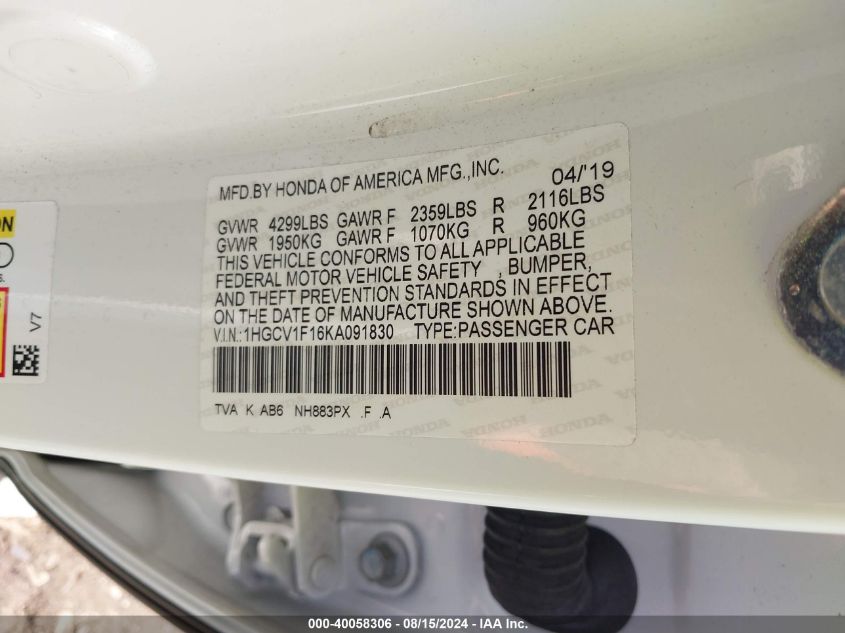 MFD.BY HONDA OF AMERICA MFG.,INC. 04/'19
GVWR 4299LBS GAWR F 2359LBS R 2116LBS
GVWR 1950KG GAWR F 1070KG R 960KG
THIS VEHICLE CONFORMS TO ALL APPLICABLE
FEDERAL MOTOR VEHICLE SAFETY , BUMPER,
AND THEFT PREVENTION STANDARDS IN EFFECT
ON THE DATE OF MANUFACTURE SHOWN ABOVE.
V.I.N.:1HGCV1F16KA091830 TYPE:PASSENGER CAR
TVA K AB6 NH883PX .F .A
V7
000-40058306 - 08/15/2024 - IAA Inc.